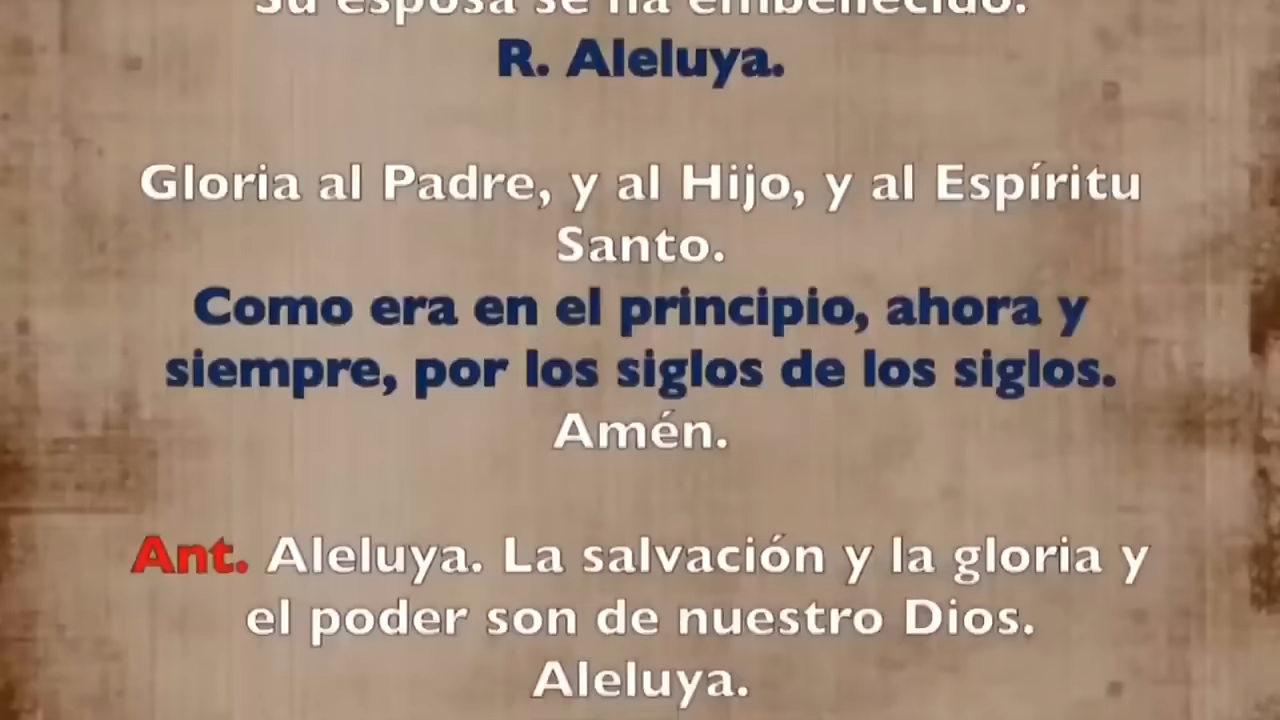 Su esposa se ha embellecido.
R. Aleluya.
Gloria al Padre, y al Hijo, y al Espíritu
Santo.
Como era en el principio, ahora y
siempre, por los siglos de los siglos.
Amén.
Ant. Aleluya. La salvación y la gloria y
el poder son de nuestro Dios.
Aleluya.